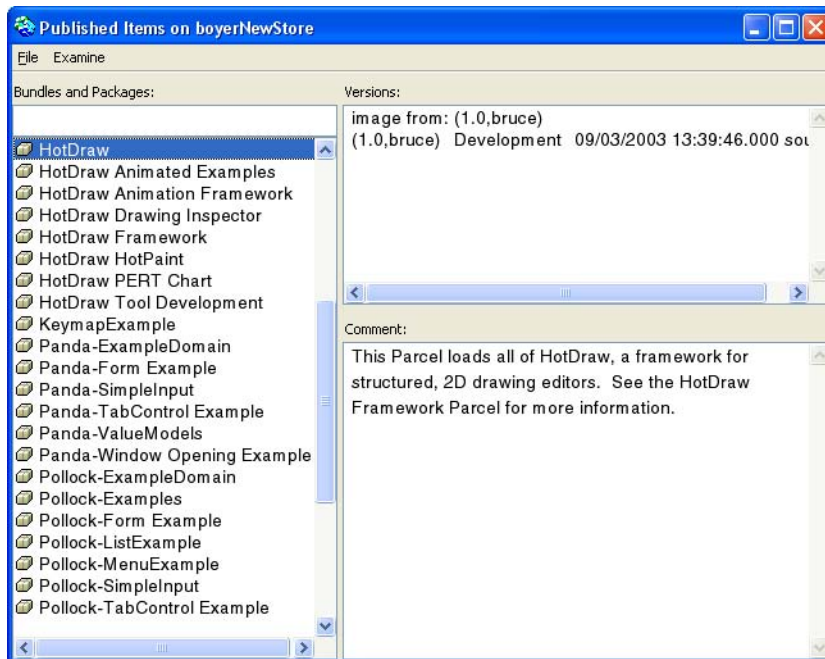 Published Items on boyerNewStore
File Examine
Bundles and Packages:
HotDraw
HotDraw Animated Examples
HotDraw Animation Framework
HotDraw Drawing Inspector
HotDraw Framework
HotDraw HotPaint
HotDraw PERT Chart
HotDraw Tool Development
KeymapExample
Panda-ExampleDomain
Panda-Form Example
Panda-SimpleInput
Panda-TabControl Example
Panda-ValueModels
Panda-Window Opening Example
Pollock-ExampleDomain
Pollock-Examples
Pollock-Form Example
Pollock-ListExample
Pollock-MenuExample
Pollock-SimpleInput
Pollock-TabControl Example
Versions:
image from: (1.0,bruce)
(1.0,bruce) Development 09/03/2003 13:39:46.000 sou
Comment:
This Parcel loads all of HotDraw, a framework for
structured, 2D drawing editors. See the HotDraw
Framework Parcel for more information.